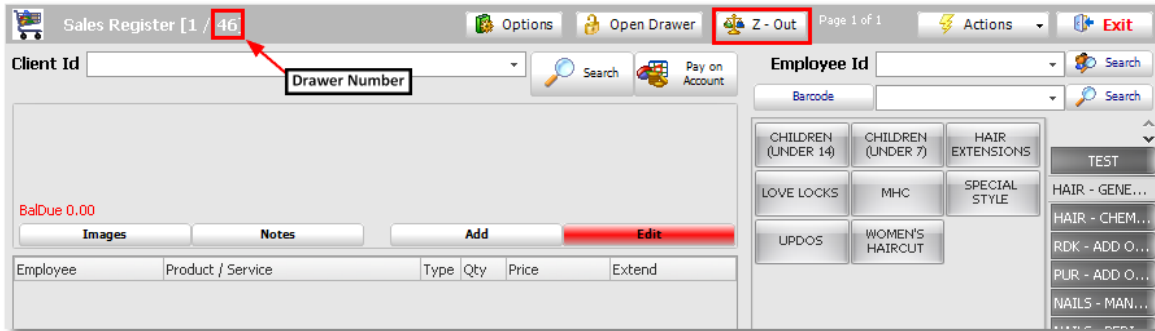 Sales Register [1 / 46]
Options
Open Drawer
Z - Out
Page 1 of 1
Actions
Exit
Drawer Number
Client Id
Search
Pay on
Account
Employee Id
Search
Barcode
Search
BalDue 0.00
Images
Notes
Add
Edit
Employee
Product / Service
Type
Qty
Price
Extend
CHILDREN
(UNDER 14)
CHILDREN
(UNDER 7)
HAIR
EXTENSIONS
LOVE LOCKS
MHC
SPECIAL
STYLE
UPDOS
WOMEN'S
HAIRCUT
TEST
HAIR - GENE...
HAIR - CHEM...
RDK - ADD O...
PUR - ADD O...
NAILS - MAN...